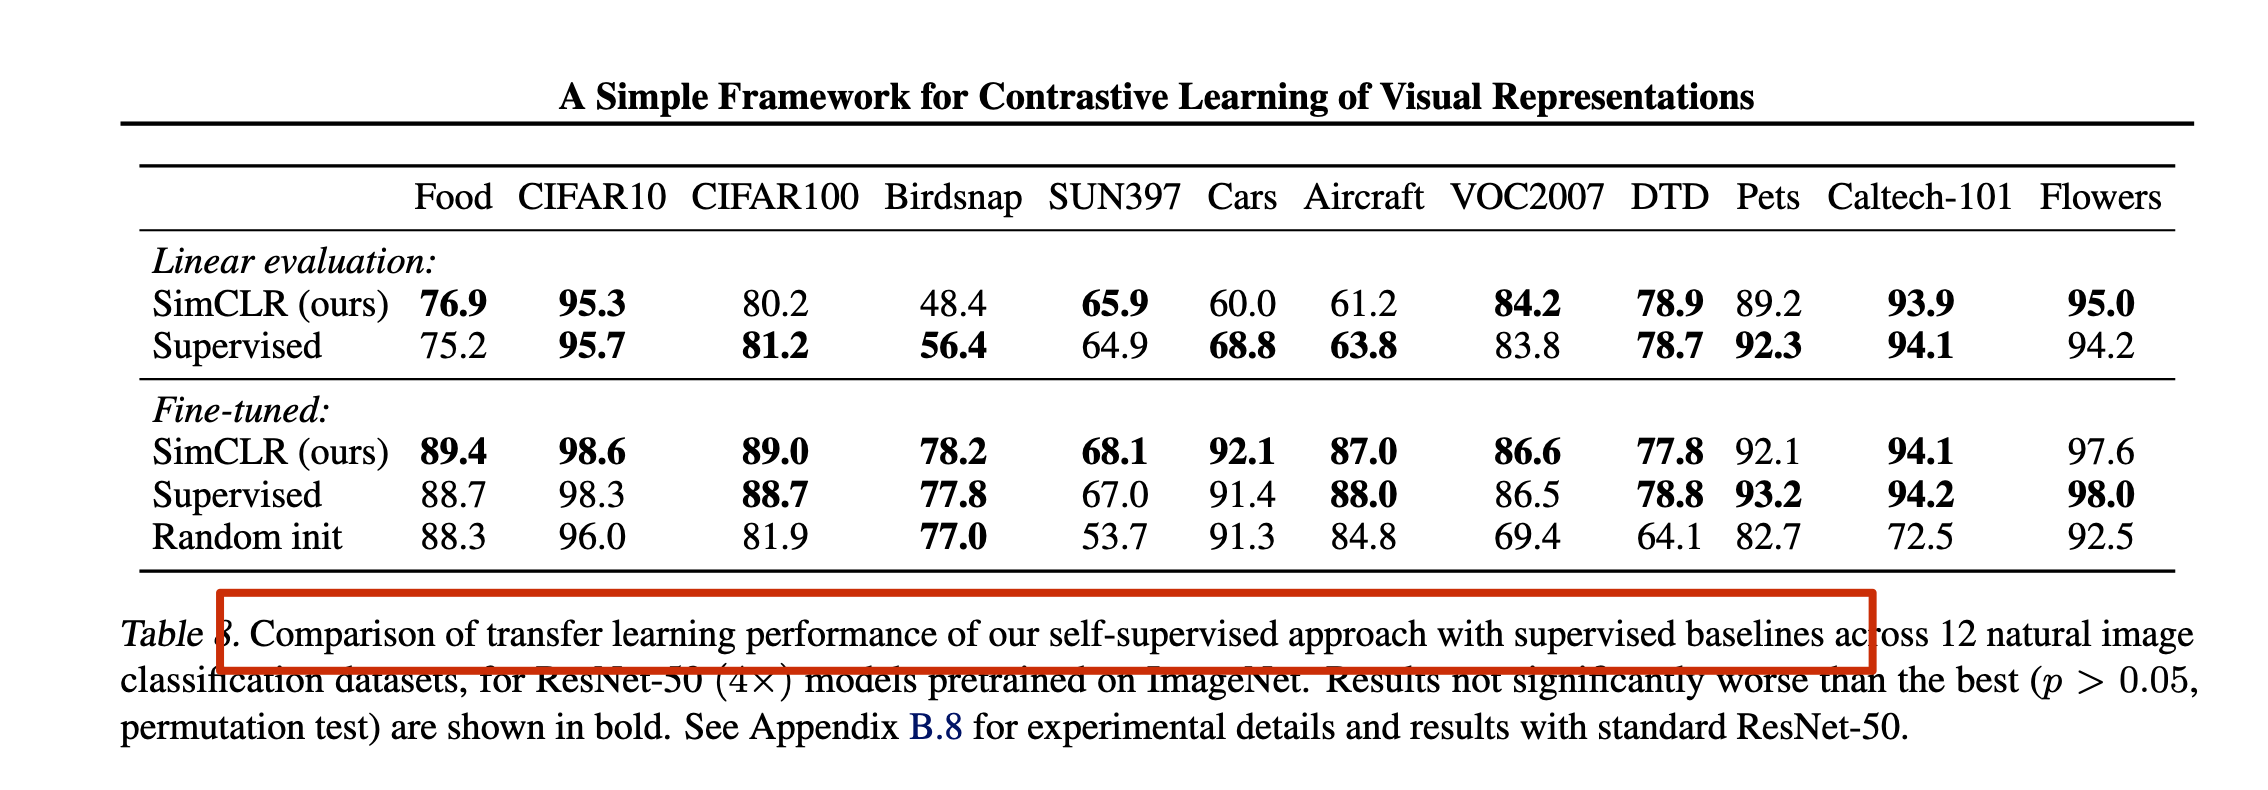 A Simple Framework for Contrastive Learning of Visual Representations
Food CIFAR10 CIFAR100 Birdsnap SUN397 Cars Aircraft VOC2007 DTD Pets Caltech-101 Flowers
Linear evaluation:
SimCLR (ours) 76.9 95.3 80.2 48.4 65.9 60.0 61.2 84.2 78.9 89.2 93.9 95.0
Supervised 75.2 95.7 81.2 56.4 64.9 68.8 63.8 83.8 78.7 92.3 94.1 94.2
Fine-tuned:
SimCLR (ours) 89.4 98.6 89.0 78.2 68.1 92.1 87.0 86.6 77.8 92.1 94.1 97.6
Supervised 88.7 98.3 88.7 77.8 67.0 91.4 88.0 86.5 78.8 93.2 94.2 98.0
Random init 88.3 96.0 81.9 77.0 53.7 91.3 84.8 69.4 64.1 82.7 72.5 92.5
Table 8. Comparison of transfer learning performance of our self-supervised approach with supervised baselines across 12 natural image
classification datasets, for ResNet-50 (4×) models pretrained on ImageNet. Results not significantly worse than the best (p > 0.05,
permutation test) are shown in bold. See Appendix B.8 for experimental details and results with standard ResNet-50.